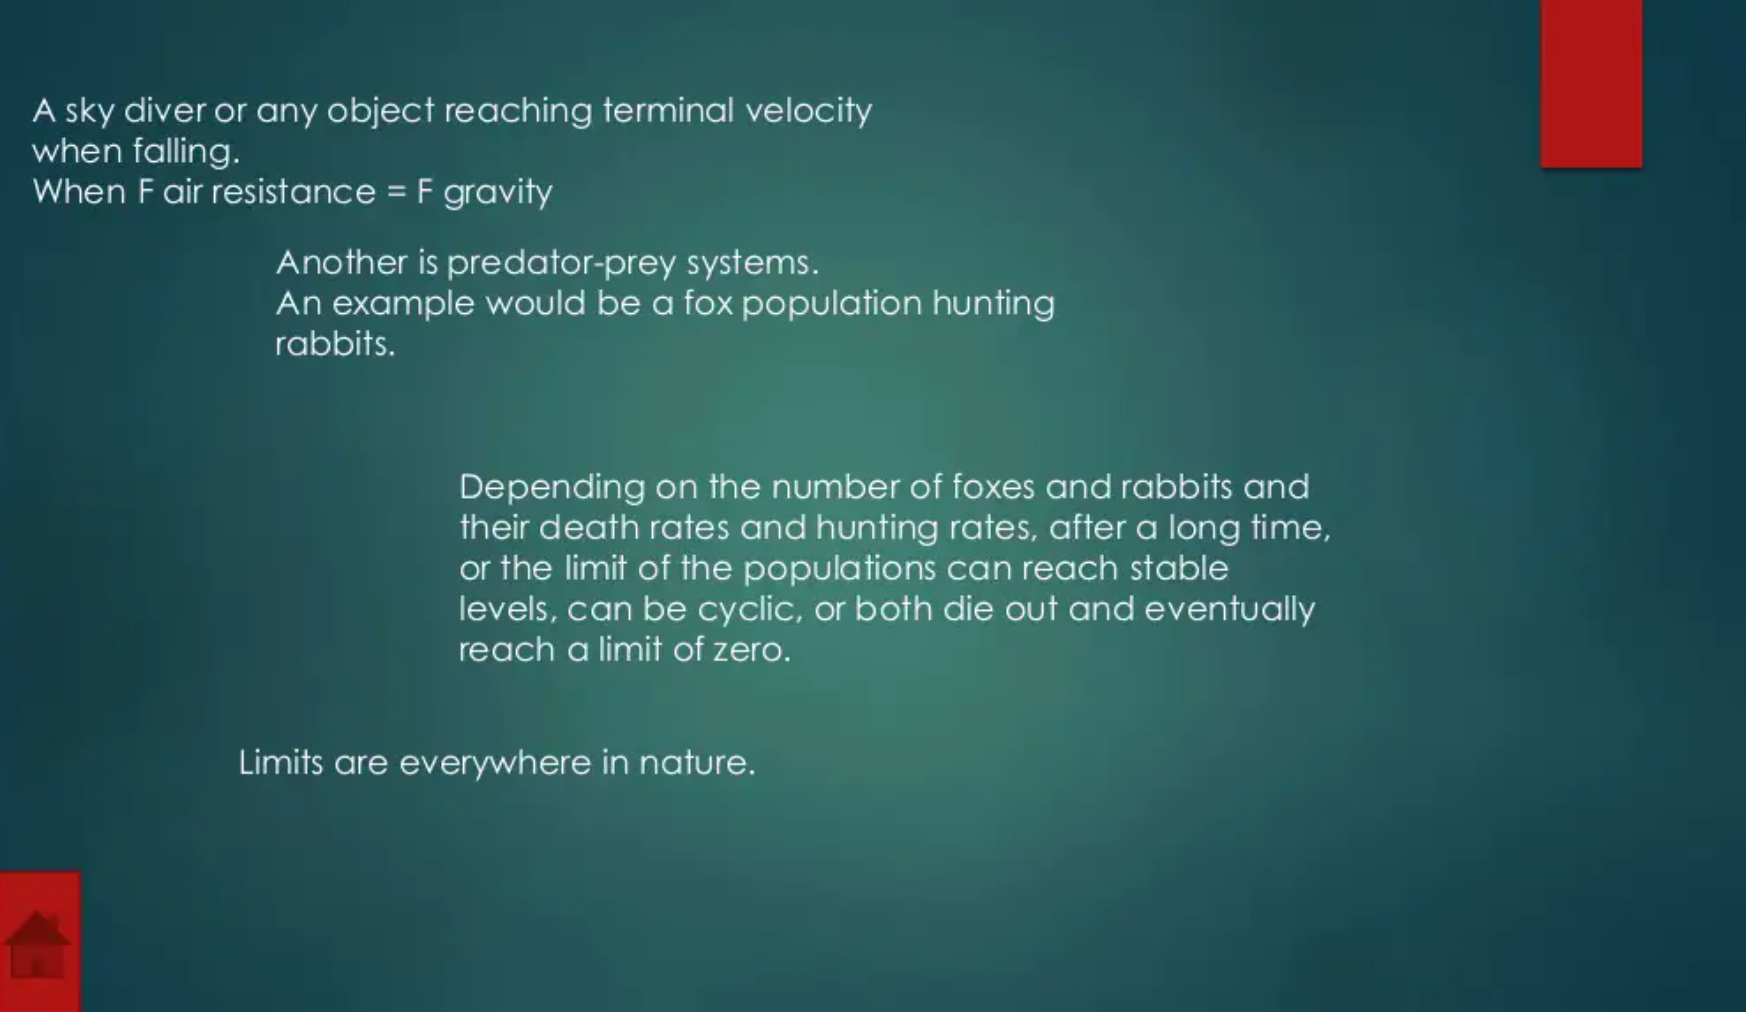 A sky diver or any object reaching terminal velocity
when falling.
When F air resistance = F gravity
Another is predator-prey systems.
An example would be a fox population hunting
rabbits.
Depending on the number of foxes and rabbits and
their death rates and hunting rates, after a long time,
or the limit of the populations can reach stable
levels, can be cyclic, or both die out and eventually
reach a limit of zero.
Limits are everywhere in nature.